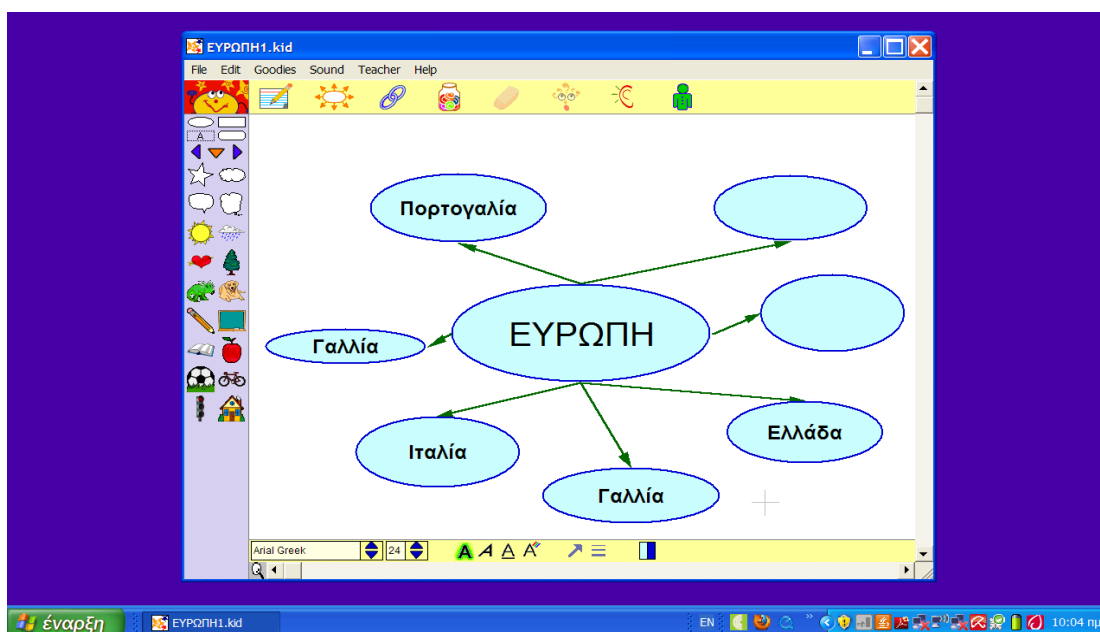 ΕΥΡΩΠΗ1.kid
File Edit Goodies Sound Teacher Help
A
Πορτογαλία
ΕΥΡΩΠΗ
Γαλλία
Ελλάδα
Ιταλία
Γαλλία
Arial Greek 24 A A A A
έναρξη ΕΥΡΩΠΗ1.kid EN 10:04 πμ